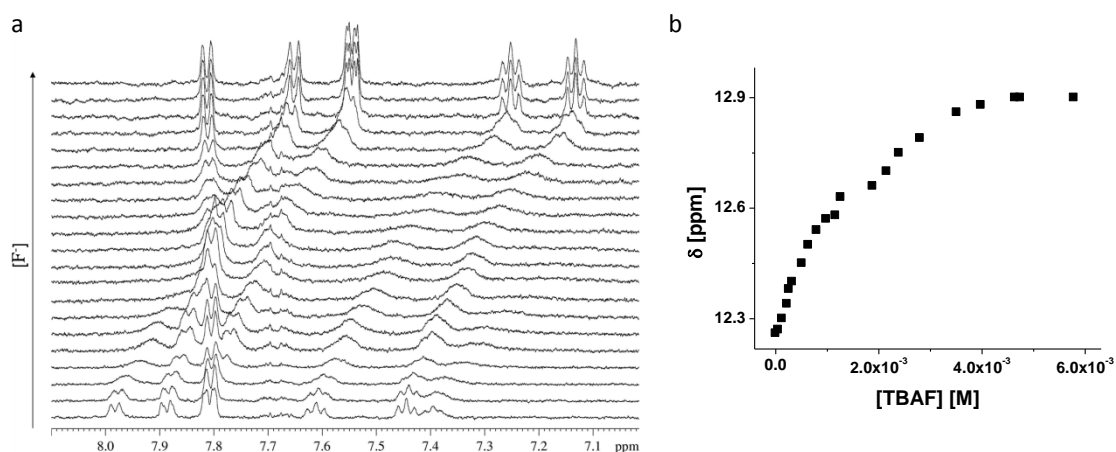 a
[F-]
8.0 7.9 7.8 7.7 7.6 7.5 7.4 7.3 7.2 7.1 ppm
b
δ [ppm]
12.9
12.6
12.3
0.0 2.0x10⁻³ 4.0x10⁻³ 6.0x10⁻³
[TBAF] [M]